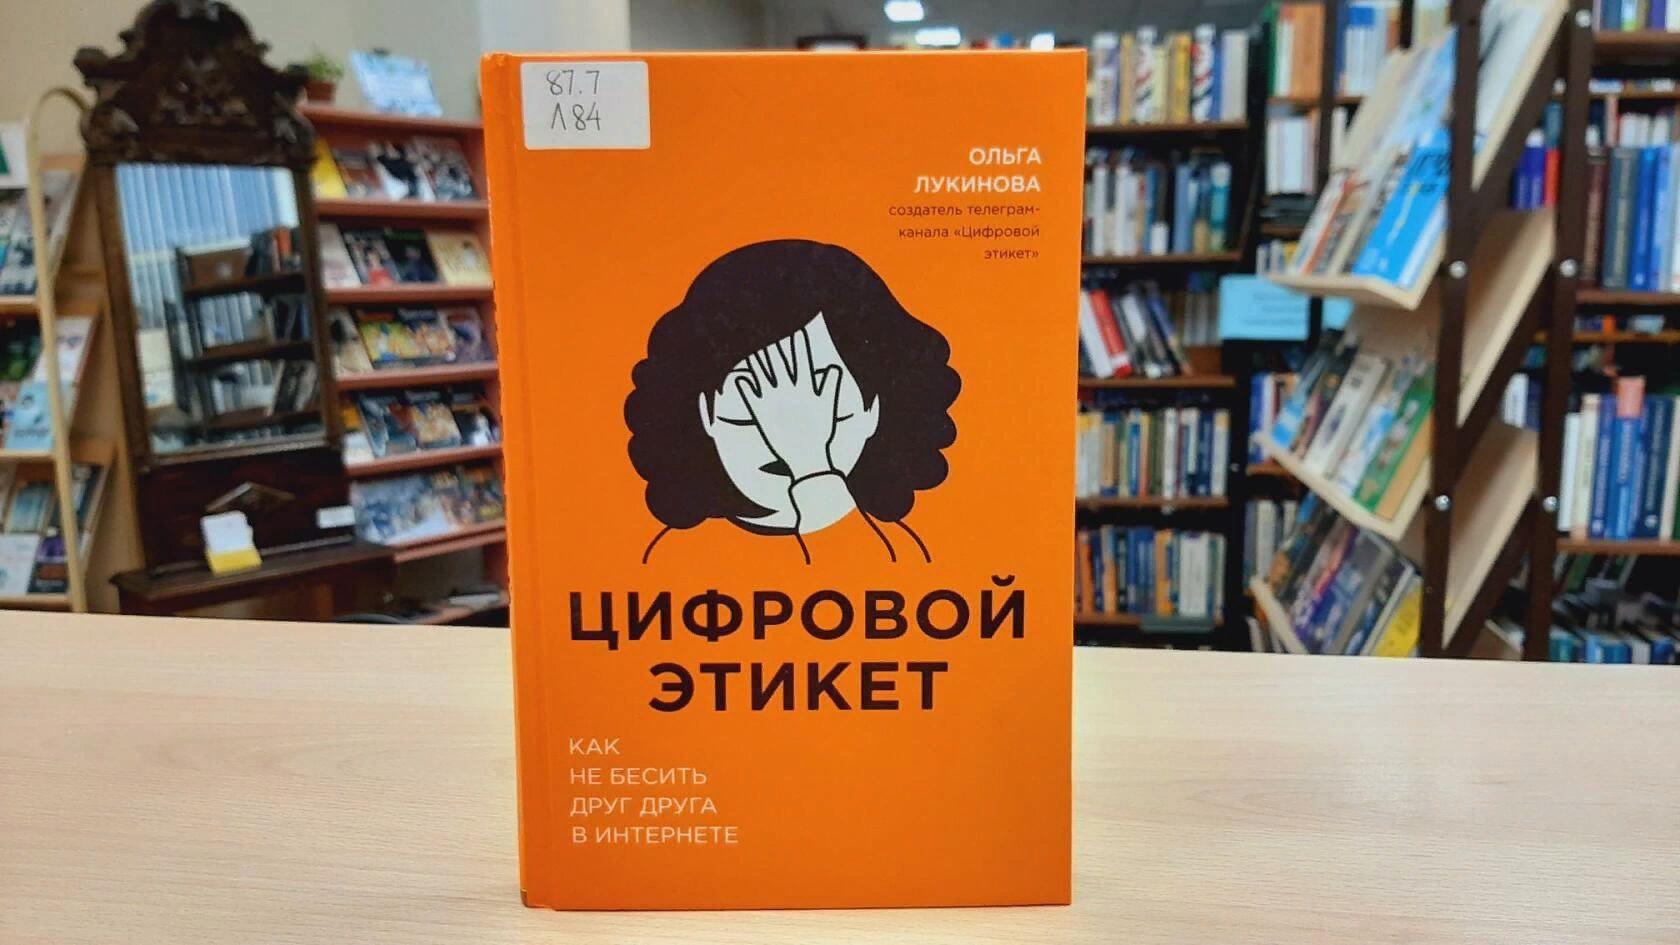 87.7
Л84
ОЛЬГА
ЛУКИНОВА
создатель телеграм-
канала «Цифровой
этикет»
ЦИФРОВОЙ
ЭТИКЕТ
КАК
НЕ БЕСИТЬ
ДРУГ ДРУГА
В ИНТЕРНЕТЕ